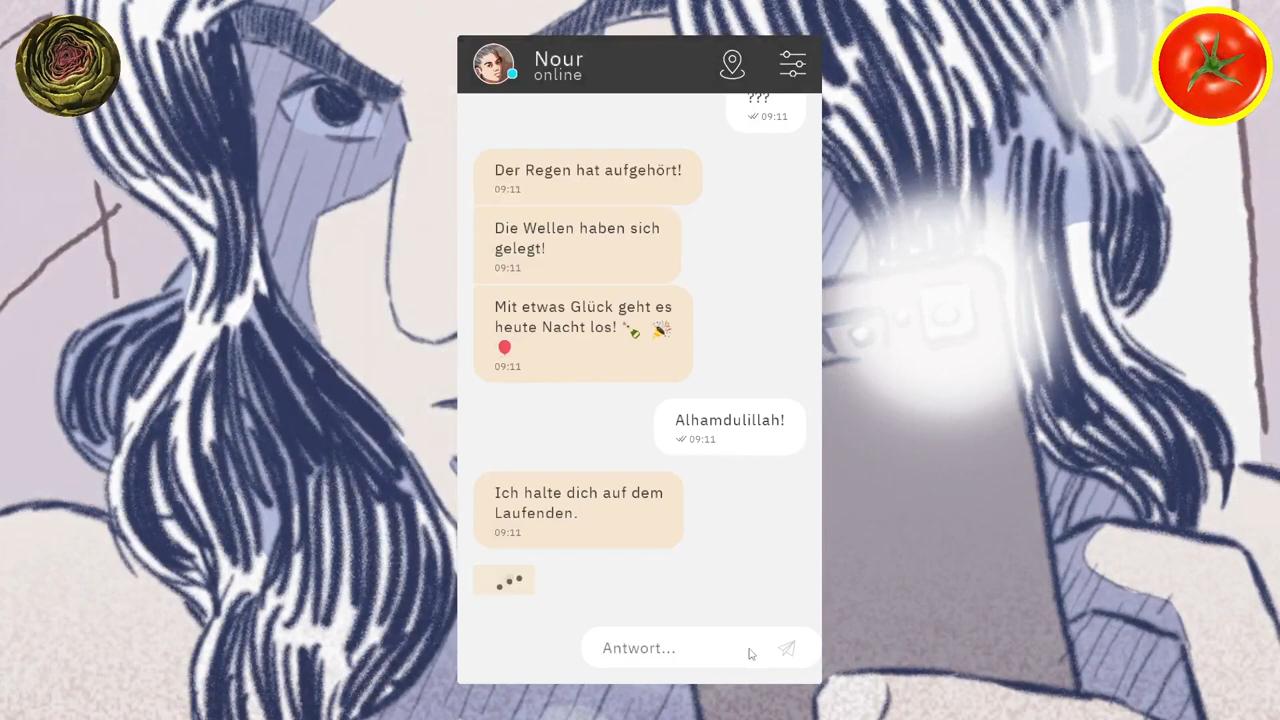 Nour
online
???
09:11
Der Regen hat aufgehört!
09:11
Die Wellen haben sich
gelegt!
09:11
Mit etwas Glück geht es
heute Nacht los! 🍾 🎉
🎈
09:11
Alhamdulillah!
09:11
Ich halte dich auf dem
Laufenden.
09:11
Antwort...